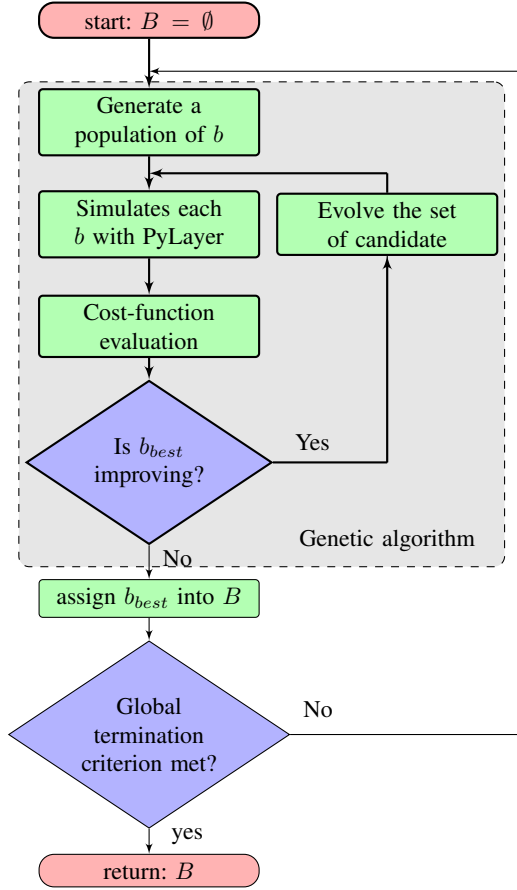 start: B = ∅
Generate a
population of b
Simulates each
b with PyLayer
Evolve the set
of candidate
Cost-function
evaluation
Is b_best
improving?
Yes
Genetic algorithm
No
assign b_best into B
Global
termination
criterion met?
No
yes
return: B